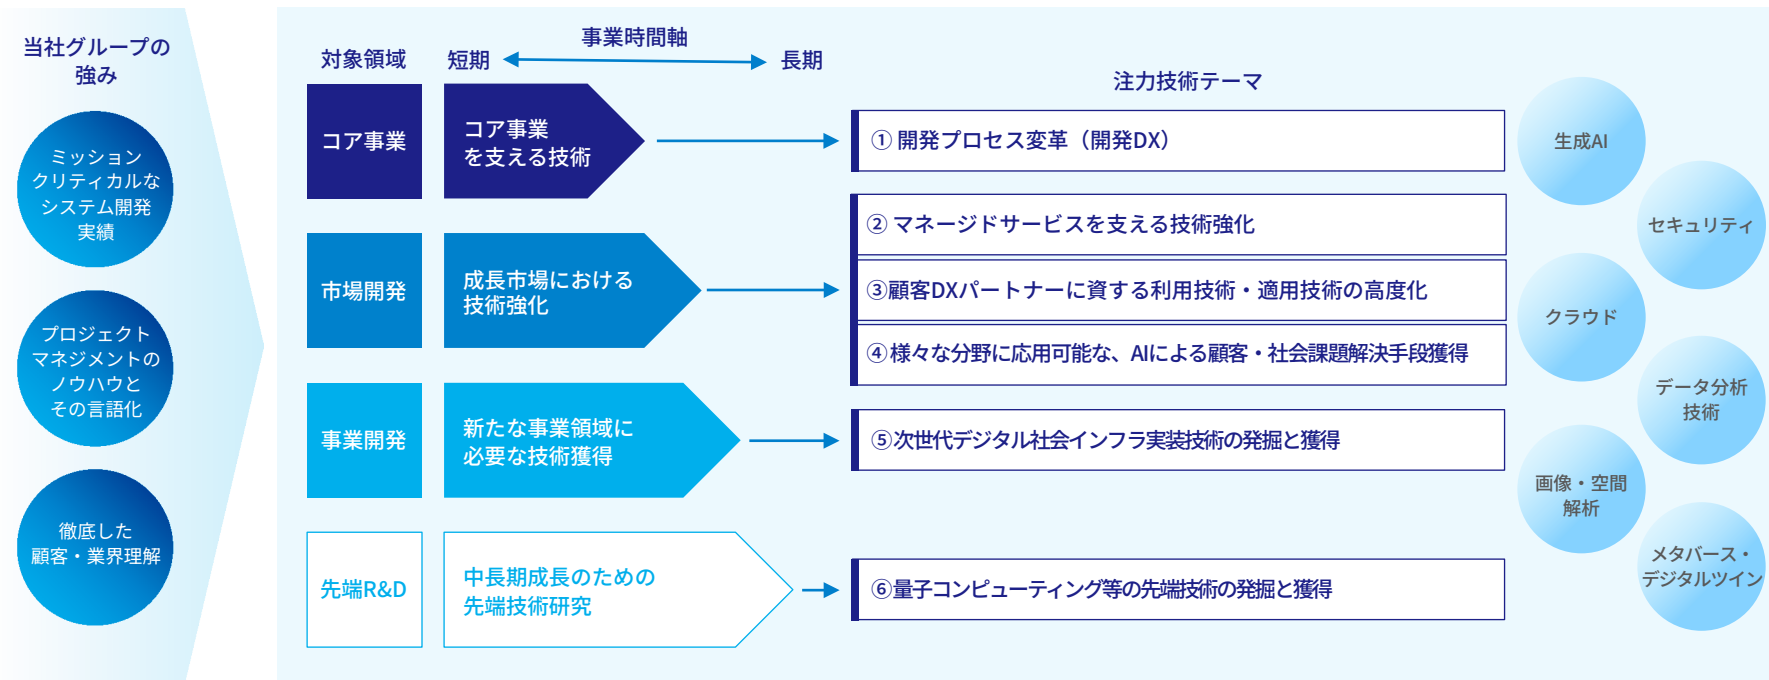 当社グループの
強み
ミッション
クリティカルな
システム開発
実績
プロジェクト
マネジメントの
ノウハウと
その言語化
徹底した
顧客・業界理解
対象領域
短期
事業時間軸
長期
注力技術テーマ
コア事業
コア事業
を支える技術
① 開発プロセス変革（開発DX）
市場開発
成長市場における
技術強化
② マネージドサービスを支える技術強化
③顧客DXパートナーに資する利用技術・適用技術の高度化
④様々な分野に応用可能な、AIによる顧客・社会課題解決手段獲得
事業開発
新たな事業領域に
必要な技術獲得
⑤次世代デジタル社会インフラ実装技術の発掘と獲得
先端R&D
中長期成長のための
先端技術研究
⑥量子コンピューティング等の先端技術の発掘と獲得
生成AI
セキュリティ
クラウド
データ分析
技術
画像・空間
解析
メタバース・
デジタルツイン